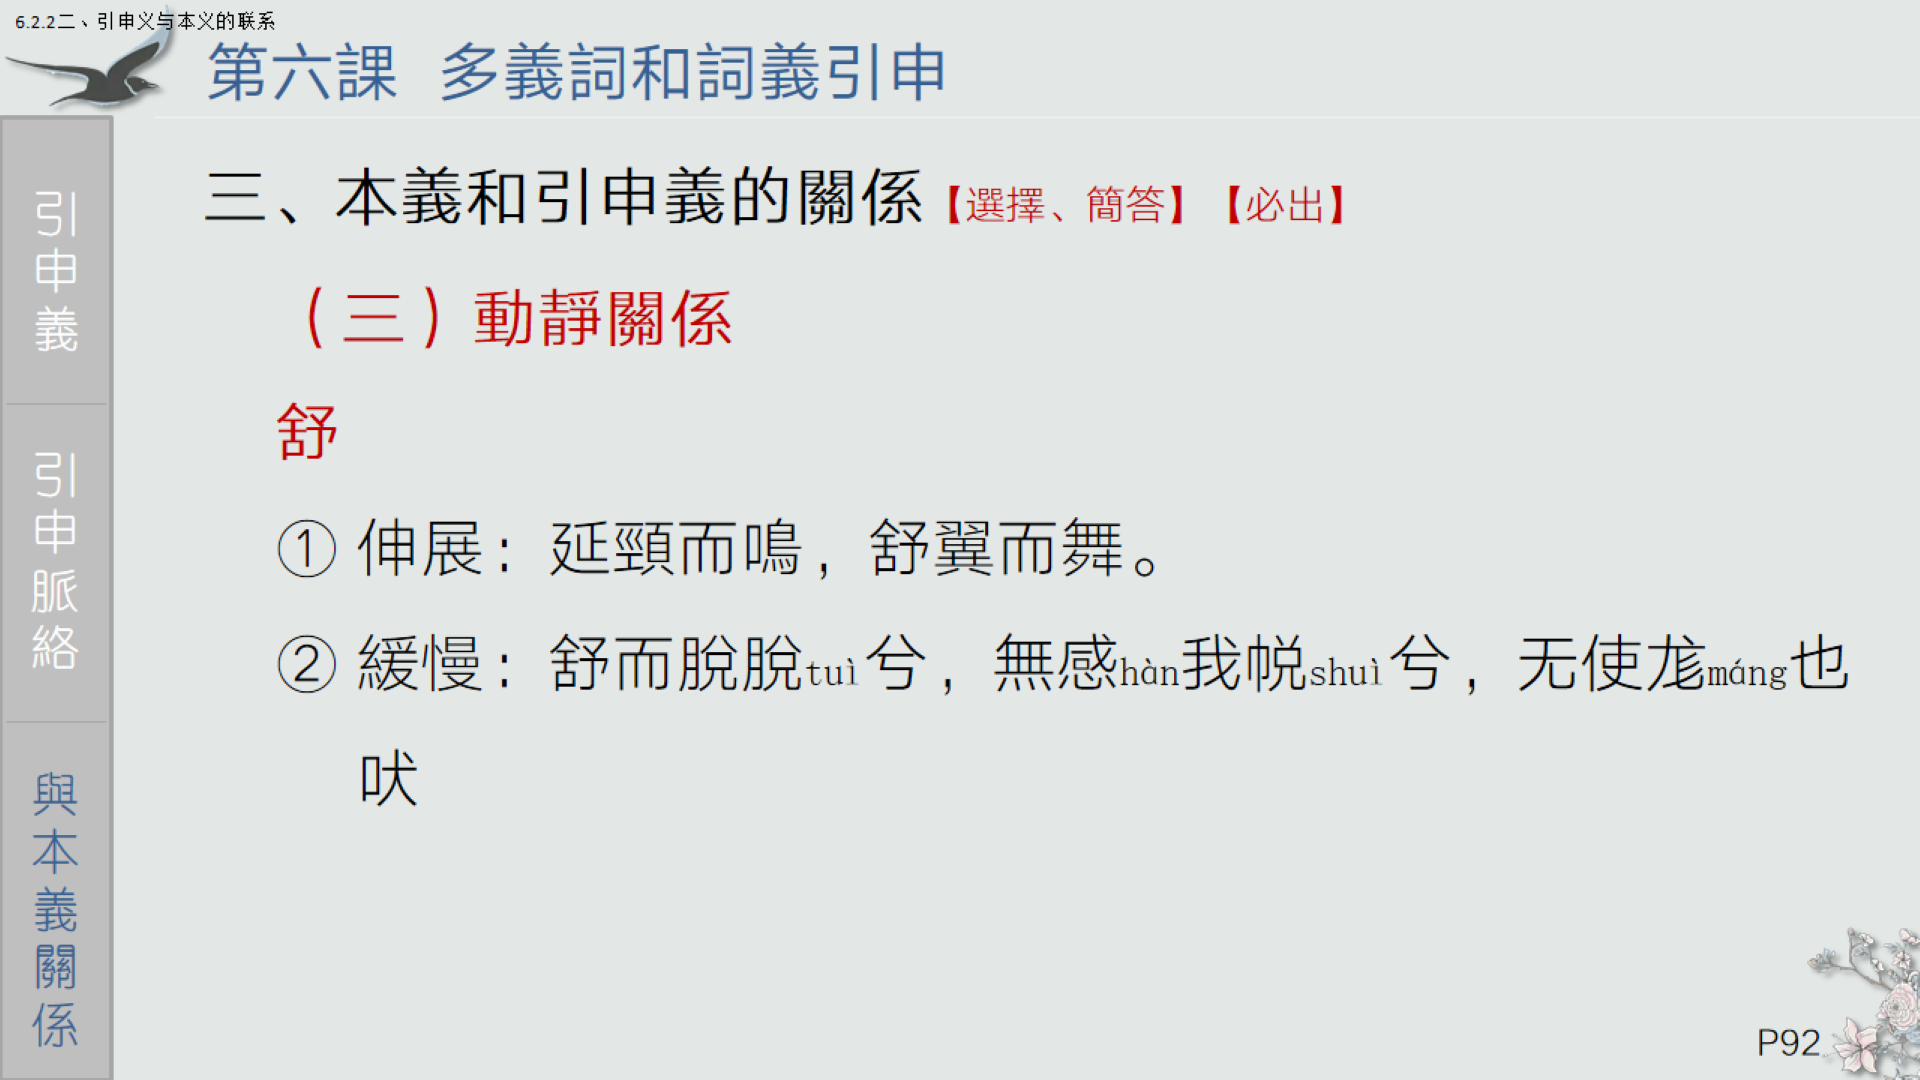 6.2.2二、引申义与本义的联系
第六課 多義詞和詞義引申
引申義
引申脈絡
與本義關係
三、本義和引申義的關係【選擇、簡答】【必出】
(三) 動靜關係
舒
① 伸展：延頸而鳴，舒翼而舞。
② 緩慢：舒而脫脫tuì兮，無感hàn我帨shuì兮，无使尨máng也
吠
P92